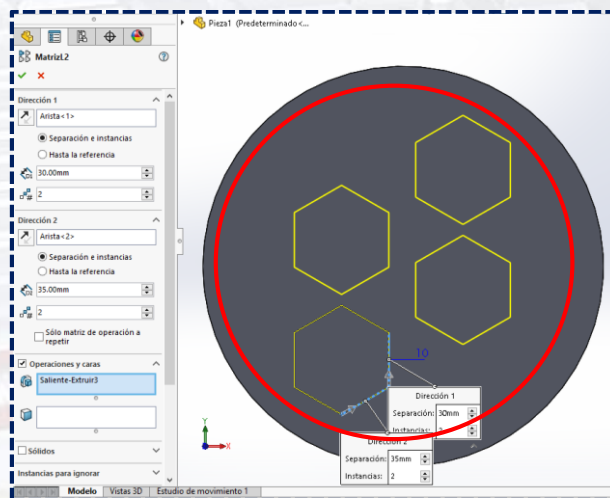 Pieza1 (Predeterminado<...
MatrizL2
Dirección 1
Arista<1>
Separación e instancias
Hasta la referencia
30.00mm
2
Dirección 2
Arista<2>
Separación e instancias
Hasta la referencia
35.00mm
2
Sólo matriz de operación a
repetir
Operaciones y caras
Saliente-Extruir3
Sólidos
Instancias para ignorar
10
Dirección 1
Separación: 30mm
Instancias:
Dirección 2
Separación: 35mm
Instancias: 2
Y
X
Modelo Vistas 3D Estudio de movimiento 1